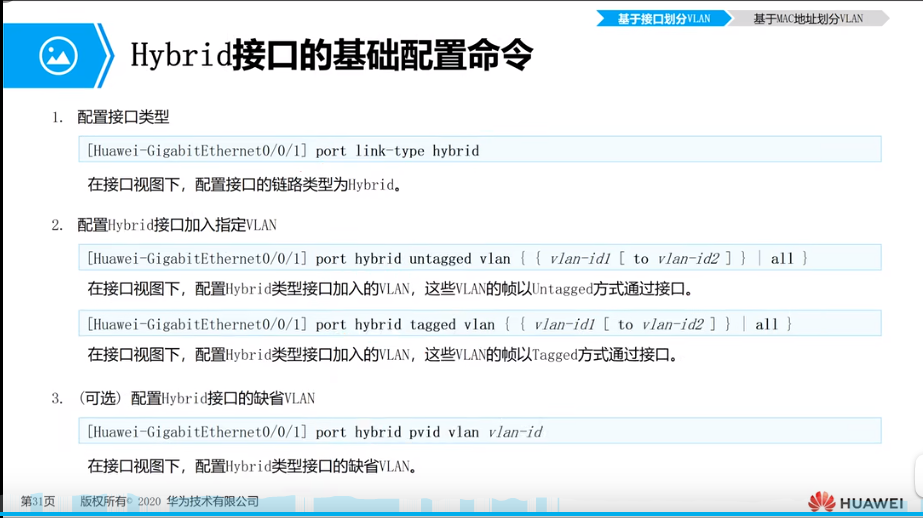 基于接口划分VLAN
基于MAC地址划分VLAN
Hybrid接口的基础配置命令
1. 配置接口类型
[Huawei-GigabitEthernet0/0/1] port link-type hybrid
在接口视图下，配置接口的链路类型为Hybrid。
2. 配置Hybrid接口加入指定VLAN
[Huawei-GigabitEthernet0/0/1] port hybrid untagged vlan { { vlan-id1 [ to vlan-id2 ] } | all }
在接口视图下，配置Hybrid类型接口加入的VLAN，这些VLAN的帧以Untagged方式通过接口。
[Huawei-GigabitEthernet0/0/1] port hybrid tagged vlan { { vlan-id1 [ to vlan-id2 ] } | all }
在接口视图下，配置Hybrid类型接口加入的VLAN，这些VLAN的帧以Tagged方式通过接口。
3. （可选）配置Hybrid接口的缺省VLAN
[Huawei-GigabitEthernet0/0/1] port hybrid pvid vlan vlan-id
在接口视图下，配置Hybrid类型接口的缺省VLAN。
第31页 版权所有© 2020 华为技术有限公司
HUAWEI